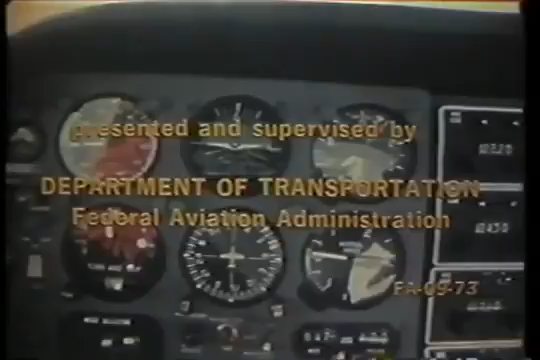 presented and supervised by
DEPARTMENT OF TRANSPORTATION
Federal Aviation Administration
FA-09-73